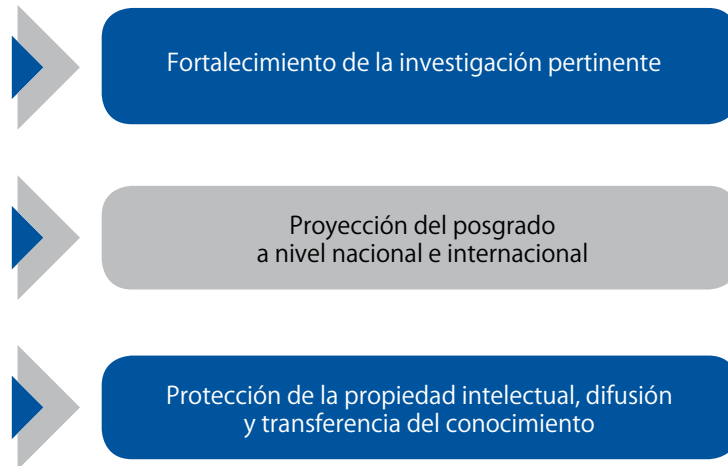 Fortalecimiento de la investigación pertinente
Proyección del posgrado
a nivel nacional e internacional
Protección de la propiedad intelectual, difusión
y transferencia del conocimiento